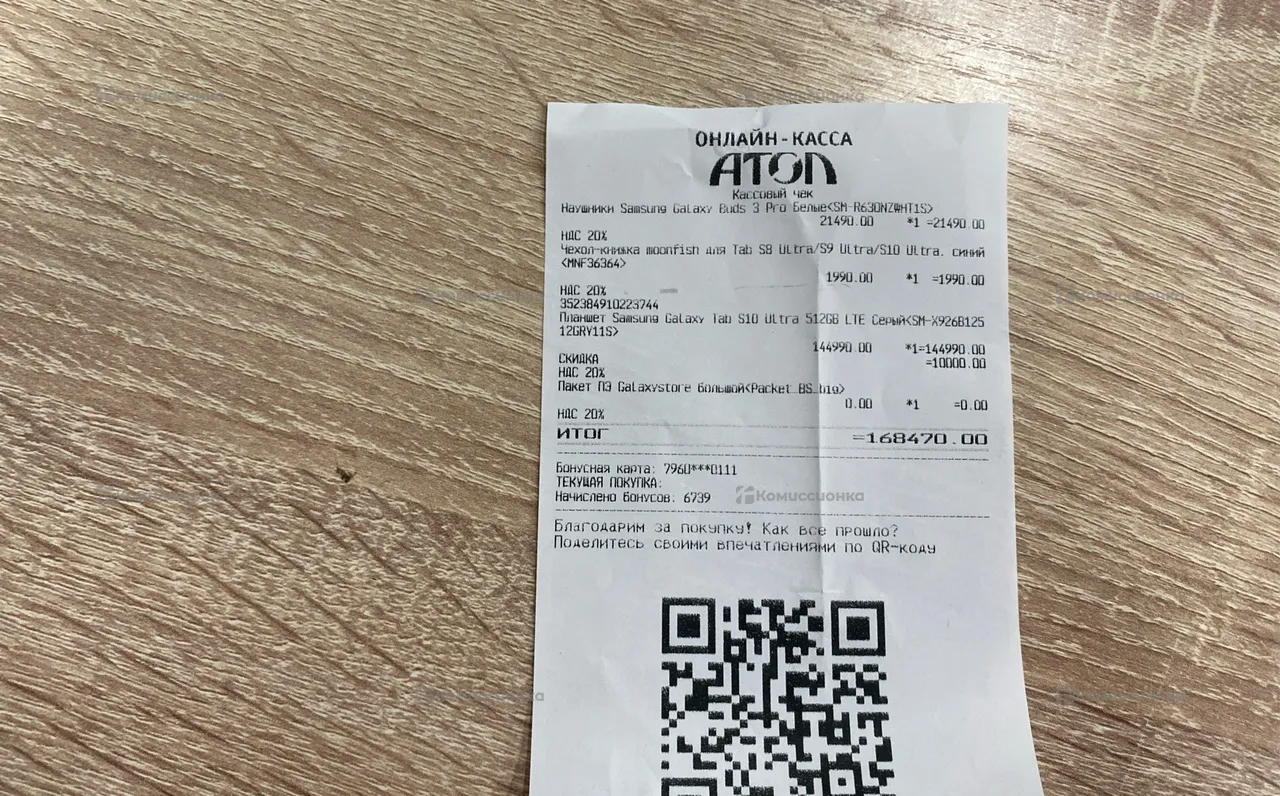 ОНЛАЙН-КАССА
АТОЛ
Кассовый чек
Наушники Samsung Galaxy Buds 3 Pro Белые<SM-R630NZWHT1S>
21490.00 *1 =21490.00
НДС 20%
Чехол-книжка moonfish для Tab S8 Ultra/S9 Ultra/S10 Ultra. синий
<MNF36364>
1990.00 *1 =1990.00
НДС 20%
352384910223744
Планшет Samsung Galaxy Tab S10 Ultra 512GB LTE Серый<SM-X926B125
12GRY11S>
144990.00 *1=144990.00
СКИДКА =10000.00
НДС 20%
Пакет ПЭ Galaxystore большой<Packet_BS_big>
0.00 *1 =0.00
НДС 20%
ИТОГ =168470.00
Бонусная карта: 7960***0111
ТЕКУЩАЯ ПОКУПКА:
Начислено бонусов: 6739
Комиссионка
Благодарим за покупку! Как все прошло?
Поделитесь своими впечатлениями по QR-коду